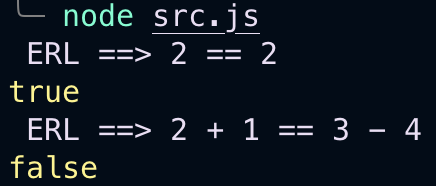 ╰─ node src.js
ERL ==> 2 == 2
true
ERL ==> 2 + 1 == 3 - 4
false